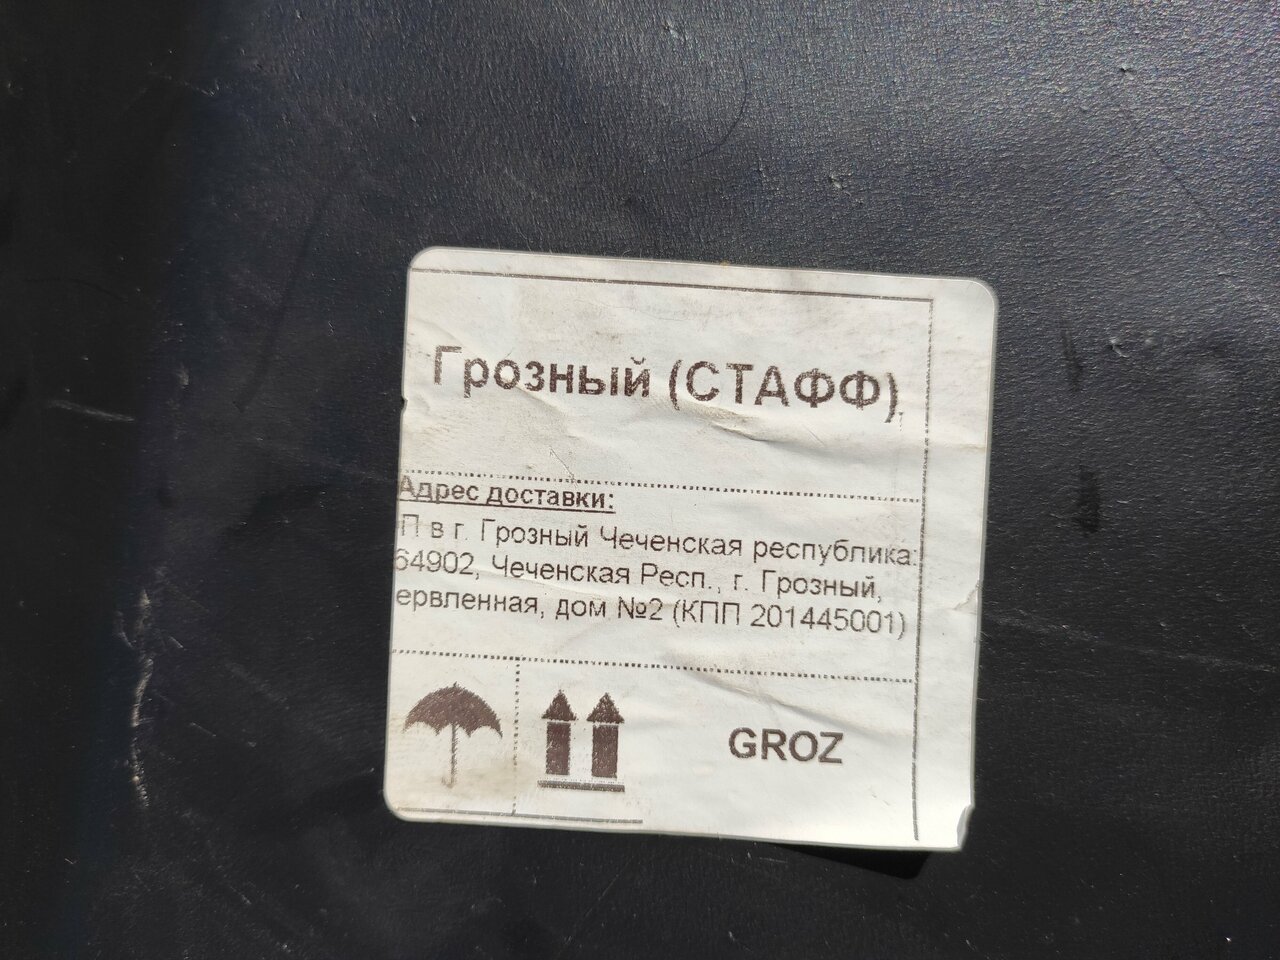 Грозный (СТАФФ)
Адрес доставки:
П в г. Грозный Чеченская республика:
64902, Чеченская Респ., г. Грозный,
ервленная, дом №2 (КПП 201445001)
GROZ